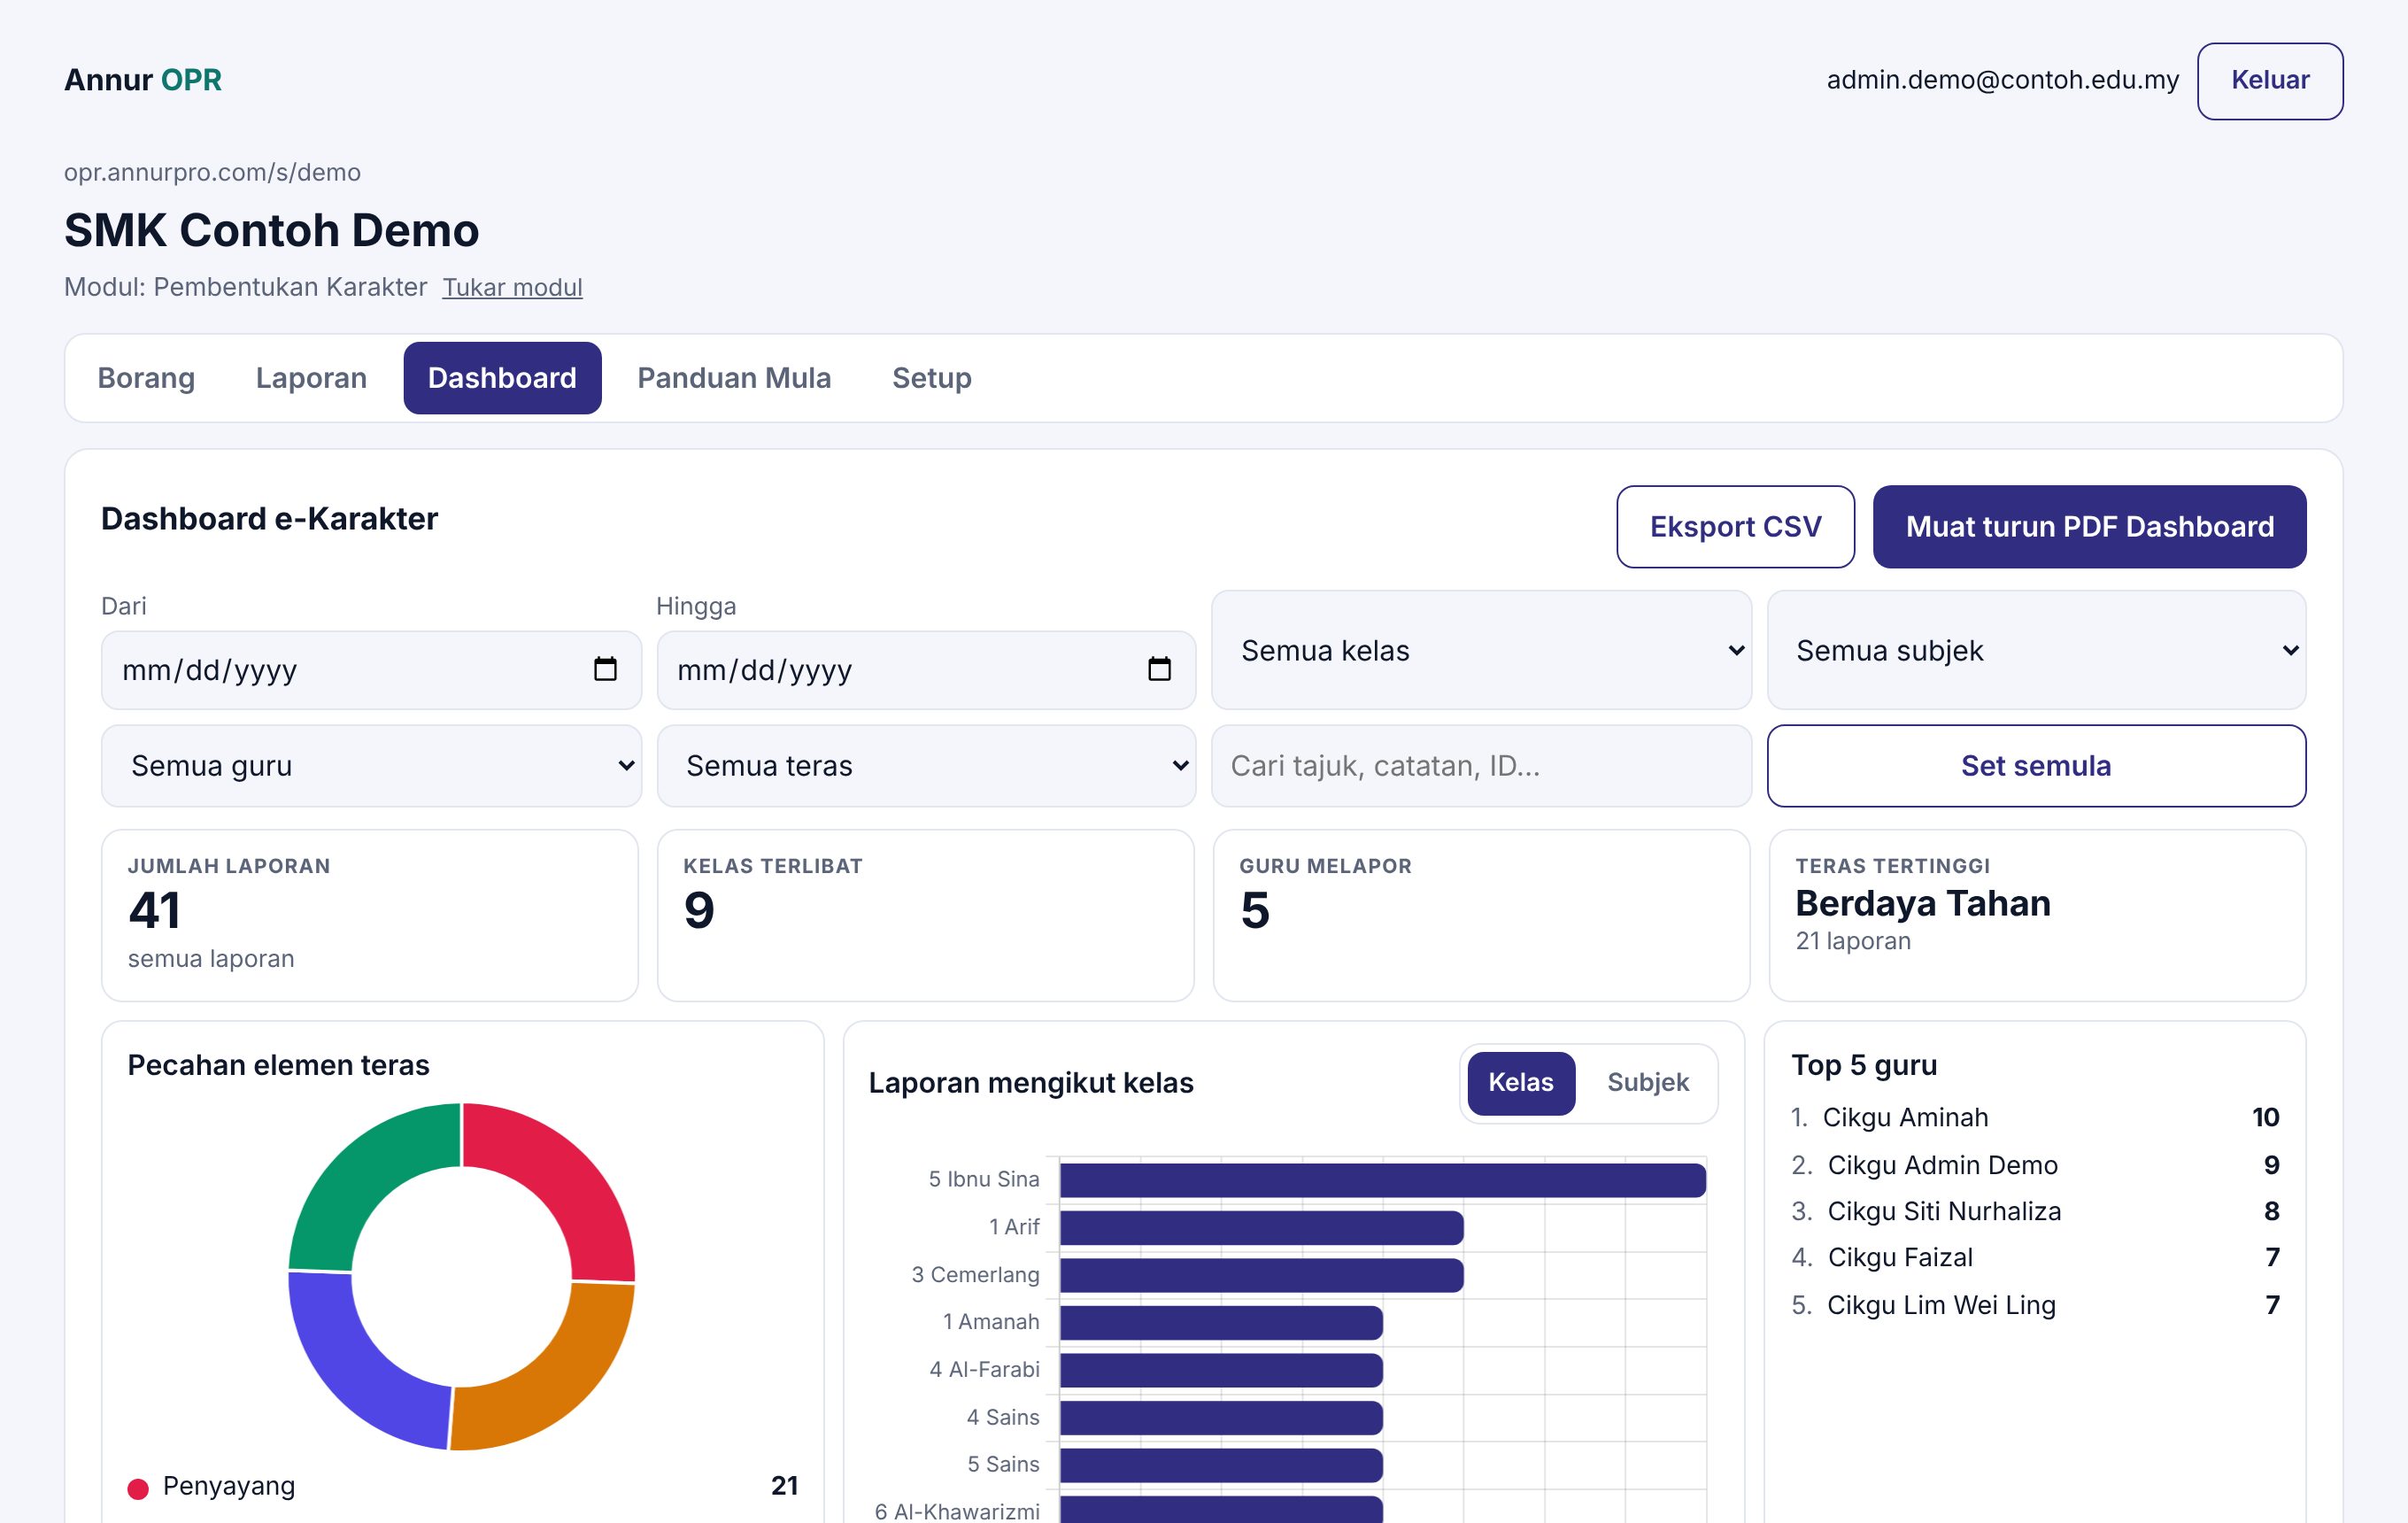 Annur OPR
admin.demo@contoh.edu.my
Keluar
opr.annurpro.com/s/demo
SMK Contoh Demo
Modul: Pembentukan Karakter Tukar modul
Borang
Laporan
Dashboard
Panduan Mula
Setup
Dashboard e-Karakter
Eksport CSV
Muat turun PDF Dashboard
Dari
mm/dd/yyyy
Hingga
mm/dd/yyyy
Semua kelas
Semua subjek
Semua guru
Semua teras
Cari tajuk, catatan, ID...
Set semula
JUMLAH LAPORAN
41
semua laporan
KELAS TERLIBAT
9
GURU MELAPOR
5
TERAS TERTINGGI
Berdaya Tahan
21 laporan
Pecahan elemen teras
Penyayang 21
Laporan mengikut kelas
Kelas
Subjek
5 Ibnu Sina
1 Arif
3 Cemerlang
1 Amanah
4 Al-Farabi
4 Sains
5 Sains
6 Al-Khawarizmi
Top 5 guru
1. Cikgu Aminah 10
2. Cikgu Admin Demo 9
3. Cikgu Siti Nurhaliza 8
4. Cikgu Faizal 7
5. Cikgu Lim Wei Ling 7